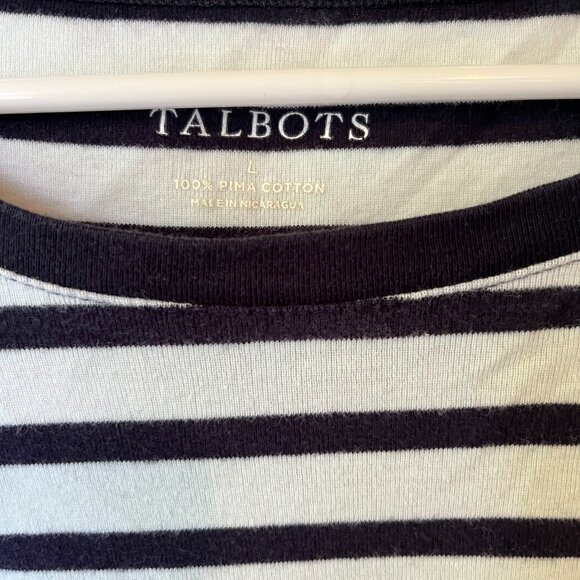 TALBOTS
L
100% PIMA COTTON
MADE IN NICARAGUA